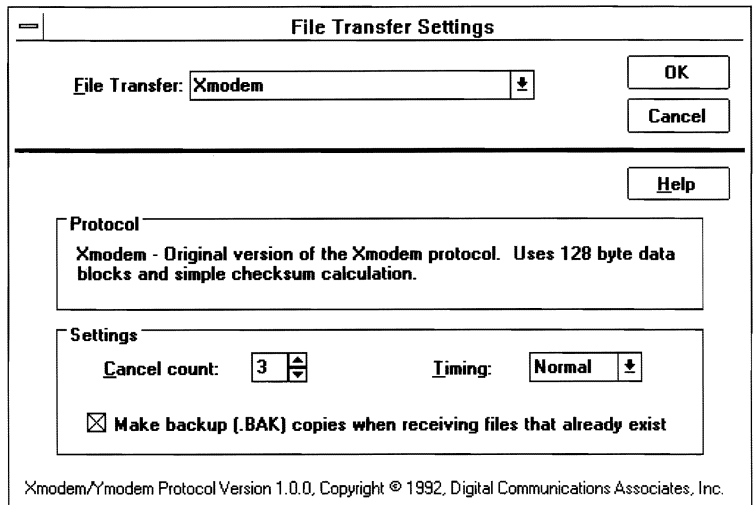 File Transfer Settings
File Transfer: Xmodem
OK
Cancel
Help
Protocol
Xmodem - Original version of the Xmodem protocol. Uses 128 byte data
blocks and simple checksum calculation.
Settings
Cancel count: 3 Timing: Normal
Make backup (.BAK) copies when receiving files that already exist
Xmodem/Ymodem Protocol Version 1.0.0, Copyright © 1992, Digital Communications Associates, Inc.